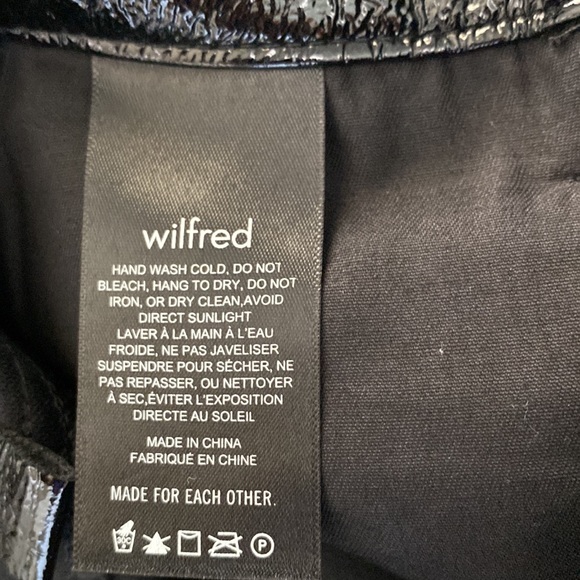 wilfred
HAND WASH COLD, DO NOT
BLEACH, HANG TO DRY, DO NOT
IRON, OR DRY CLEAN,AVOID
DIRECT SUNLIGHT
LAVER À LA MAIN À L'EAU
FROIDE, NE PAS JAVELISER
SUSPENDRE POUR SÉCHER, NE
PAS REPASSER, OU NETTOYER
À SEC,ÉVITER L'EXPOSITION
DIRECTE AU SOLEIL
MADE IN CHINA
FABRIQUÉ EN CHINE
MADE FOR EACH OTHER.
30C P